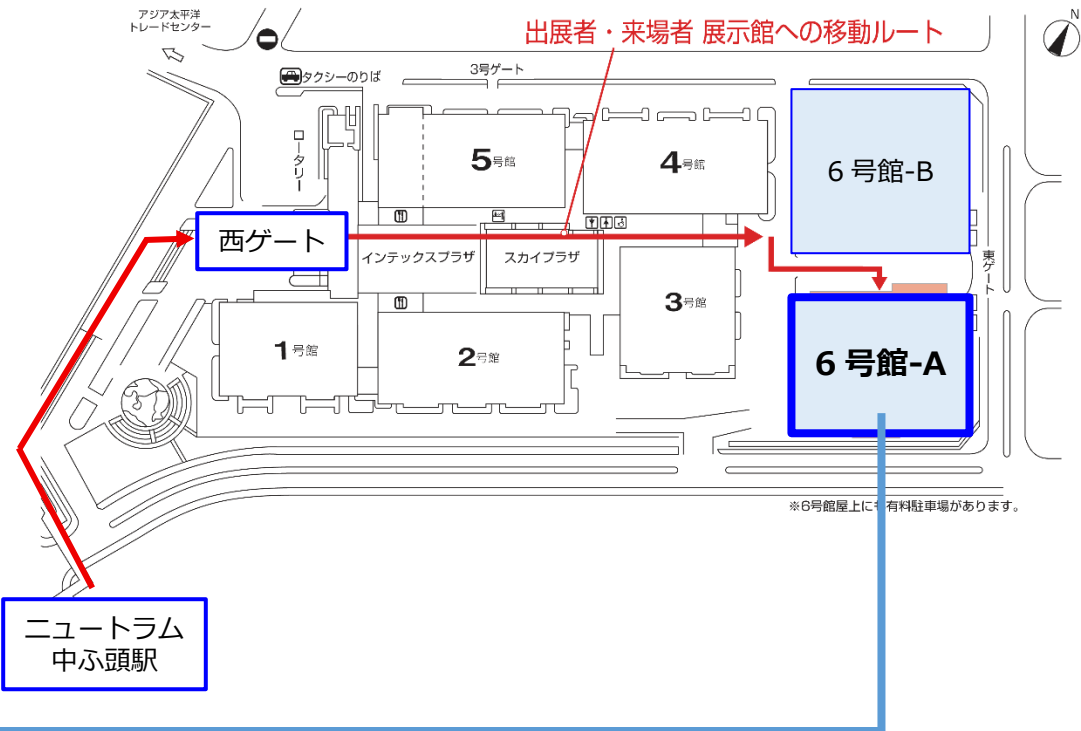 アジア太平洋
トレードセンター
N
出展者・来場者 展示館への移動ルート
タクシーのりば
3号ゲート
ロータリー
5号館
4号館
6 号館-B
西ゲート
インテックスプラザ
スカイプラザ
東ゲート
3号館
1号館
2号館
6 号館-A
※6号館屋上にも有料駐車場があります。
ニュートラム
中ふ頭駅